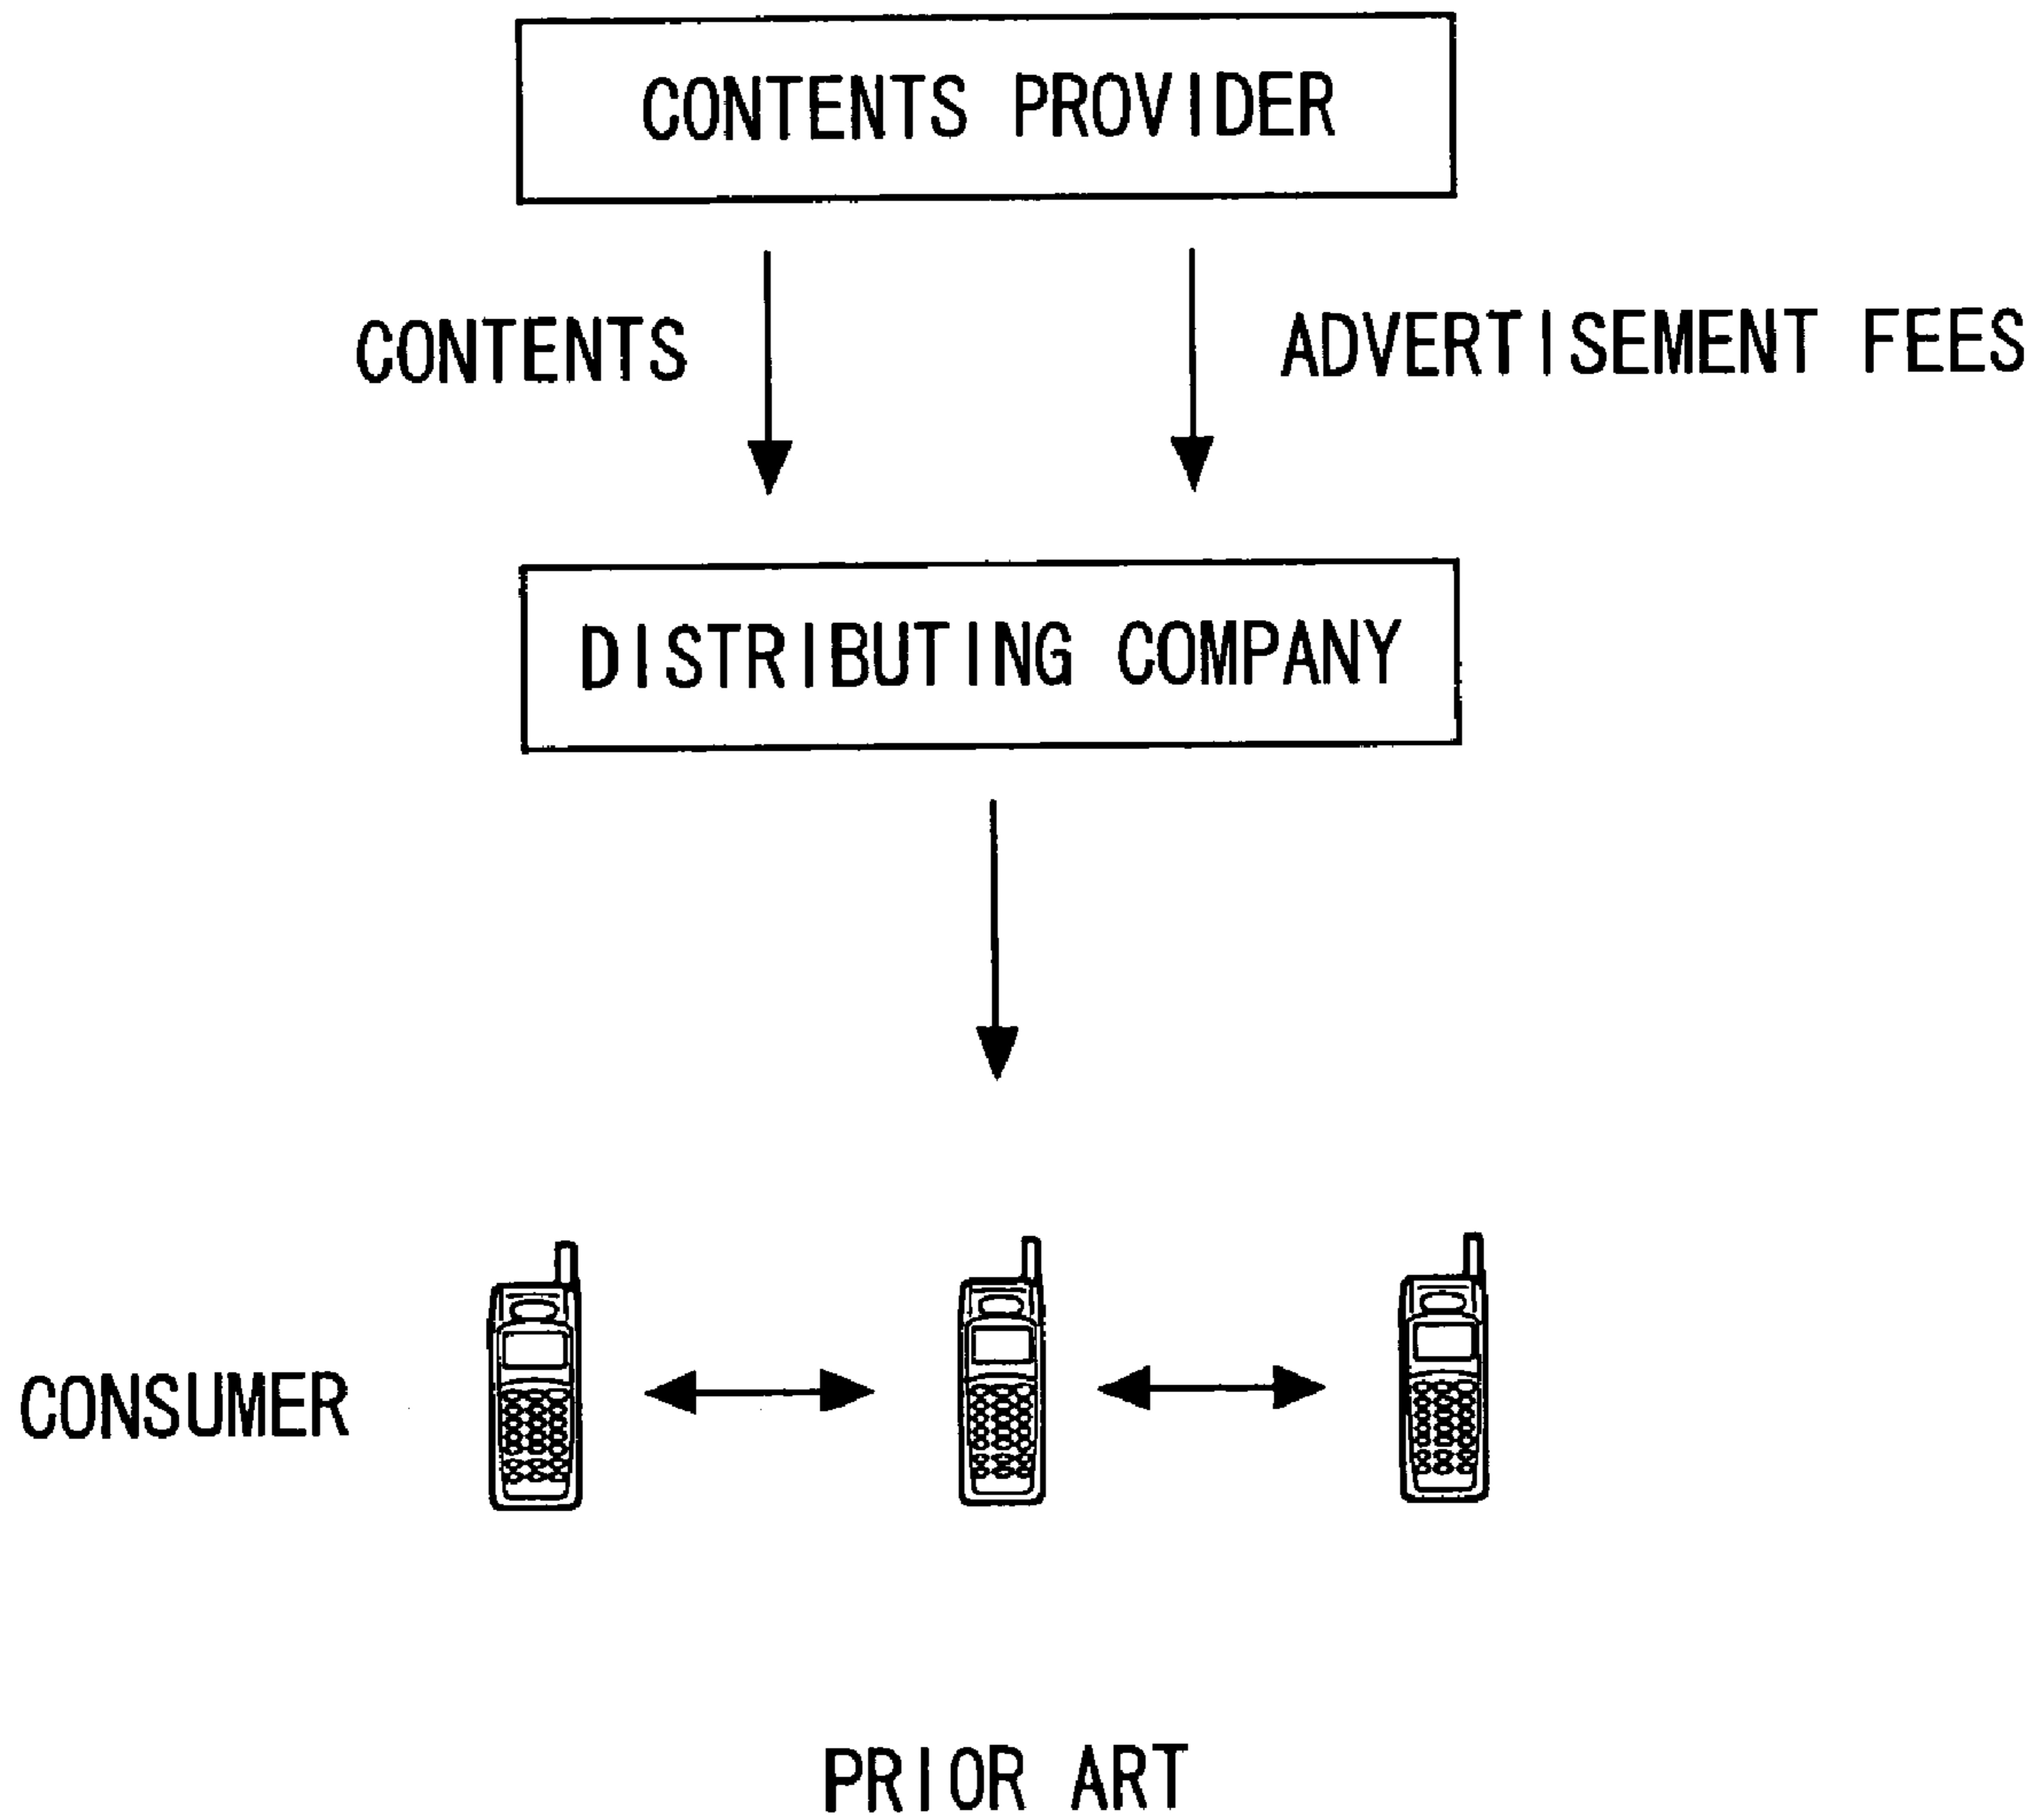 CONTENTS PROVIDER
CONTENTS
ADVERTISEMENT FEES
DISTRIBUTING COMPANY
CONSUMER
PRIOR ART